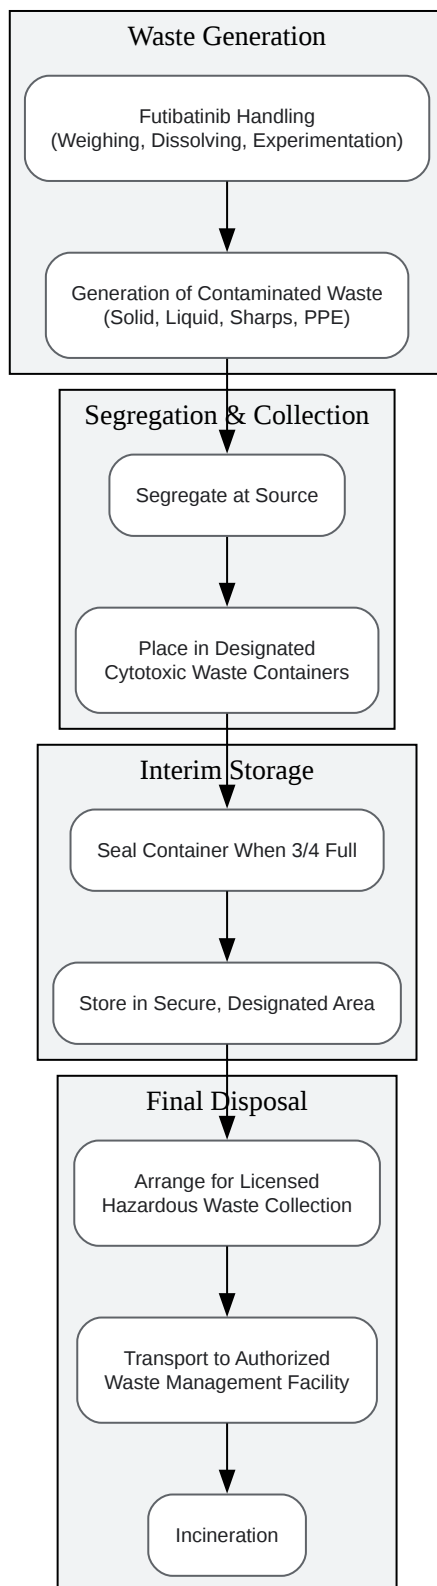 Waste Generation
Futibatinib Handling
(Weighing, Dissolving, Experimentation)
Generation of Contaminated Waste
(Solid, Liquid, Sharps, PPE)
Segregation & Collection
Segregate at Source
Place in Designated
Cytotoxic Waste Containers
Interim Storage
Seal Container When 3/4 Full
Store in Secure, Designated Area
Final Disposal
Arrange for Licensed
Hazardous Waste Collection
Transport to Authorized
Waste Management Facility
Incineration